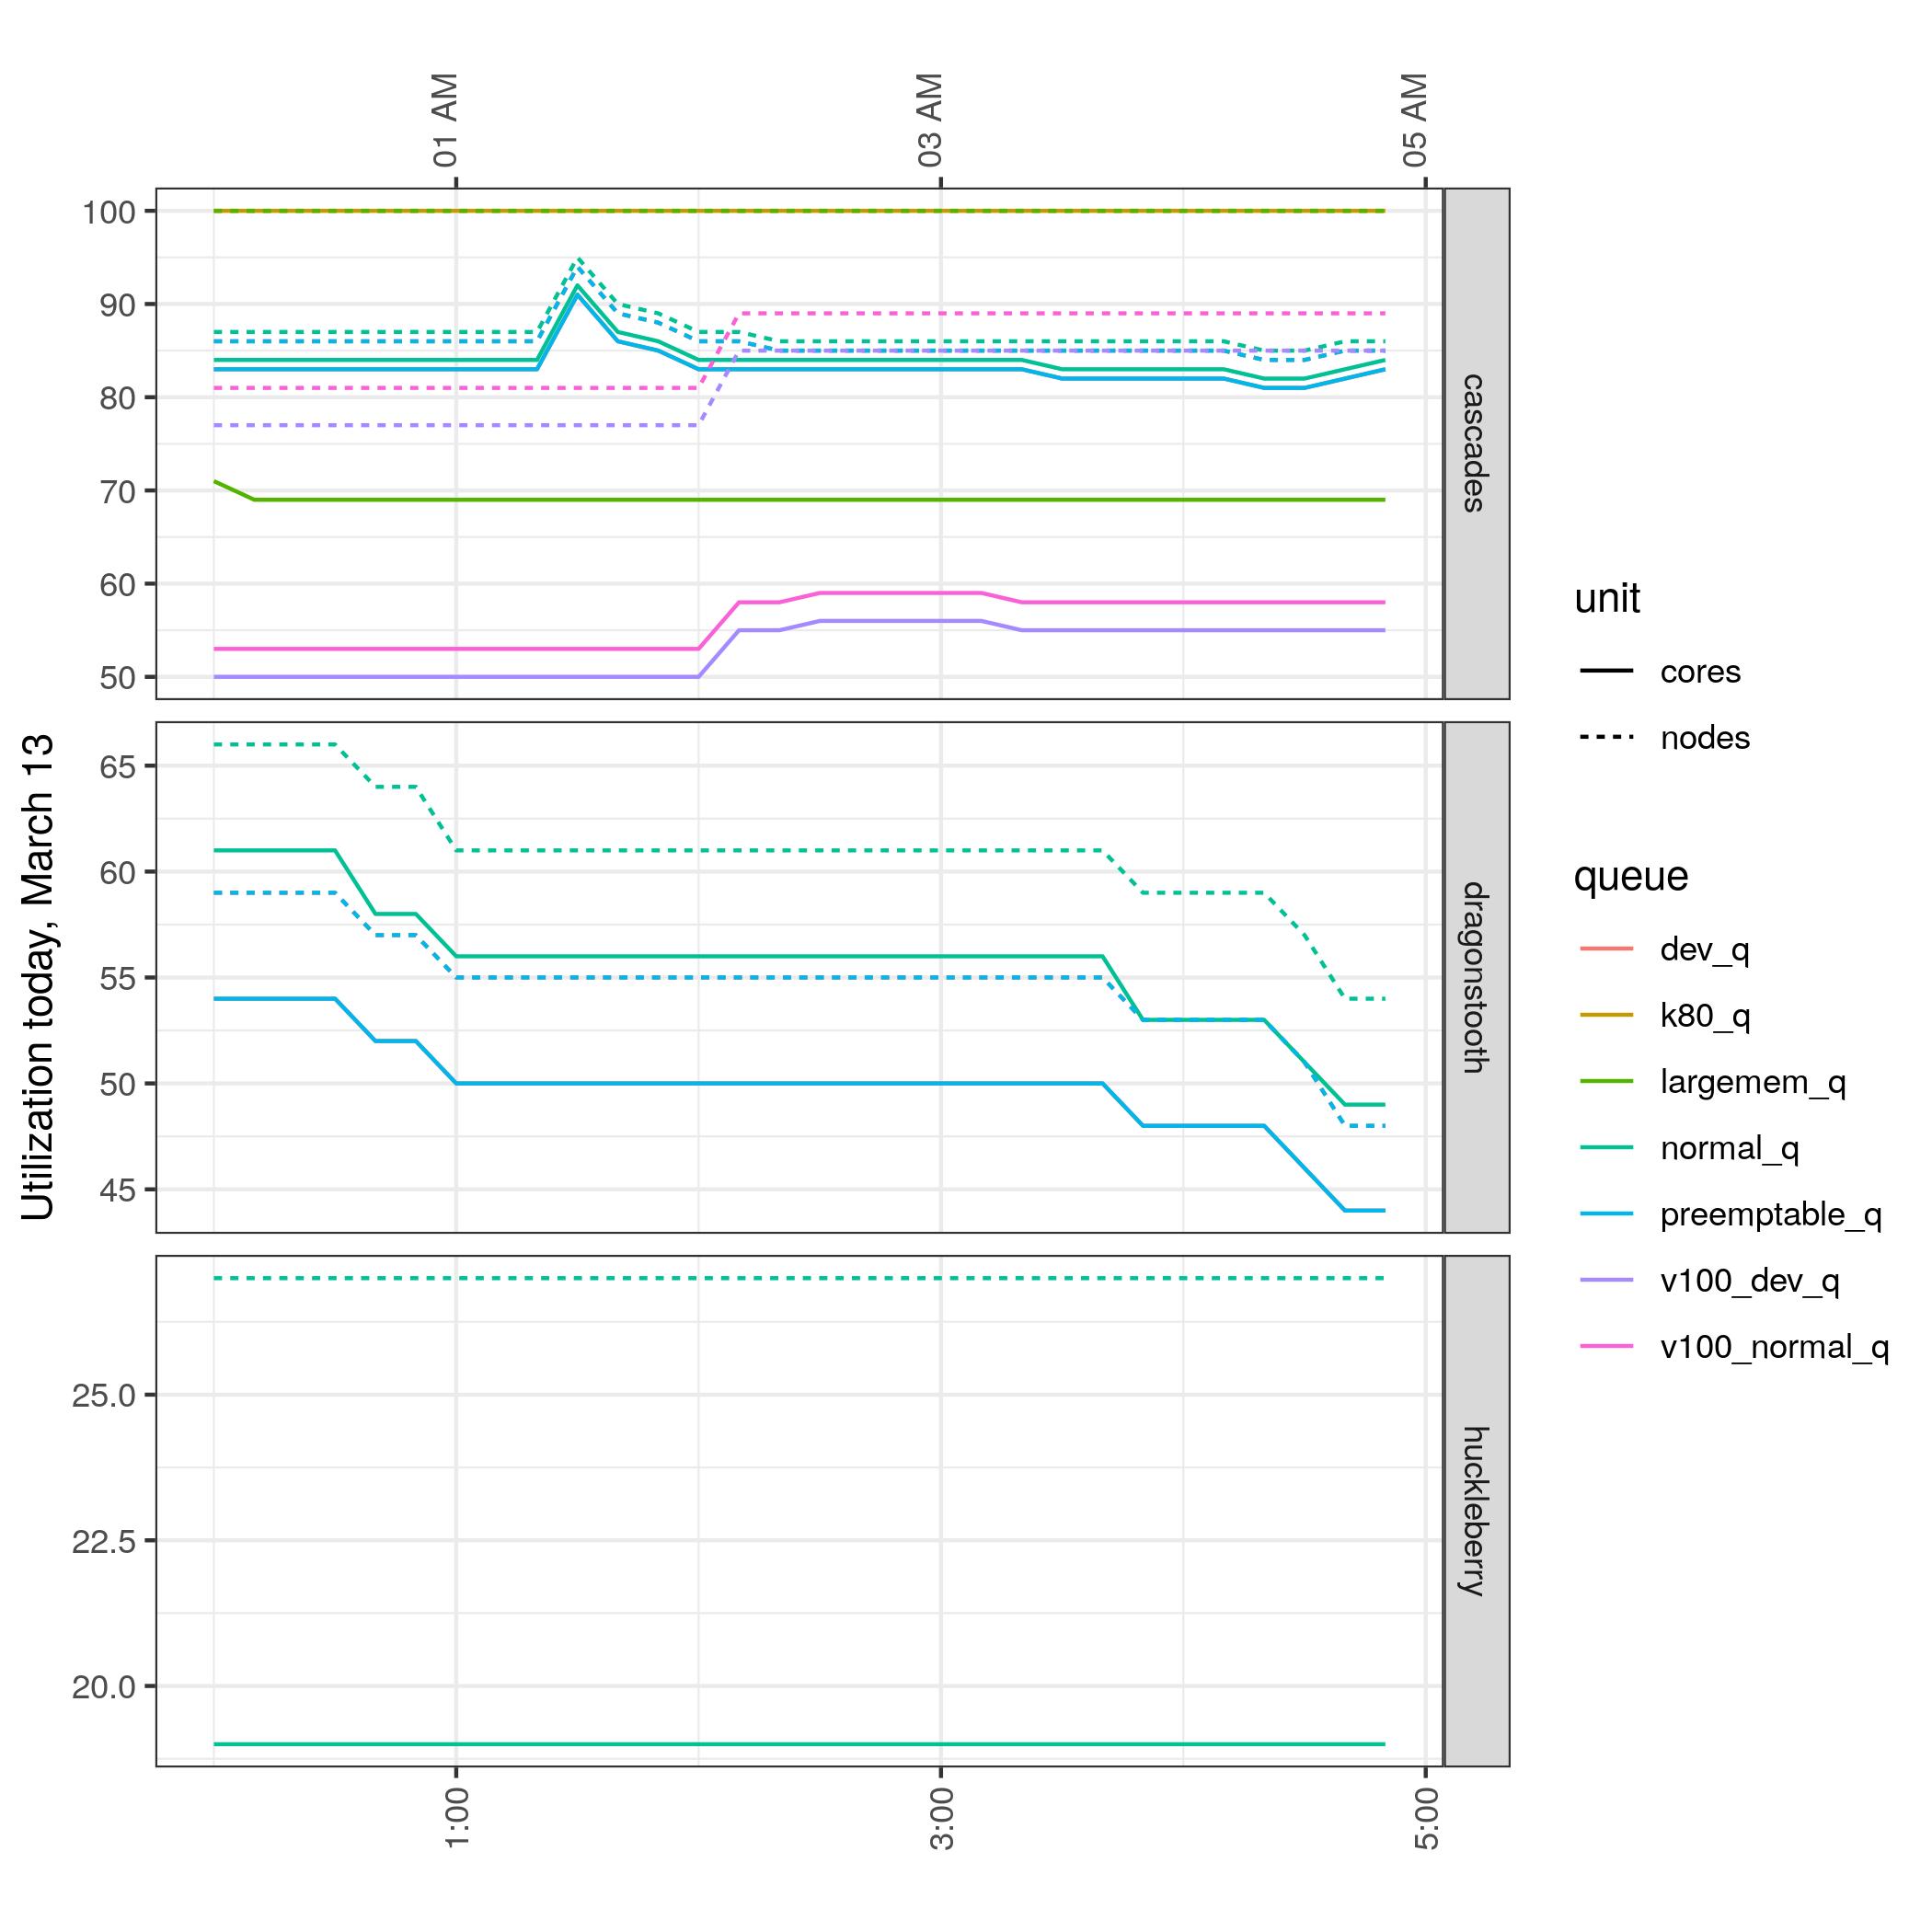 01 AM
03 AM
05 AM
Utilization today, March 13
100
90
80
70
60
50
cascades
65
60
55
50
45
dragonstooth
25.0
22.5
20.0
huckleberry
1:00
3:00
5:00
unit
cores
nodes
queue
dev_q
k80_q
largemem_q
normal_q
preemptable_q
v100_dev_q
v100_normal_q